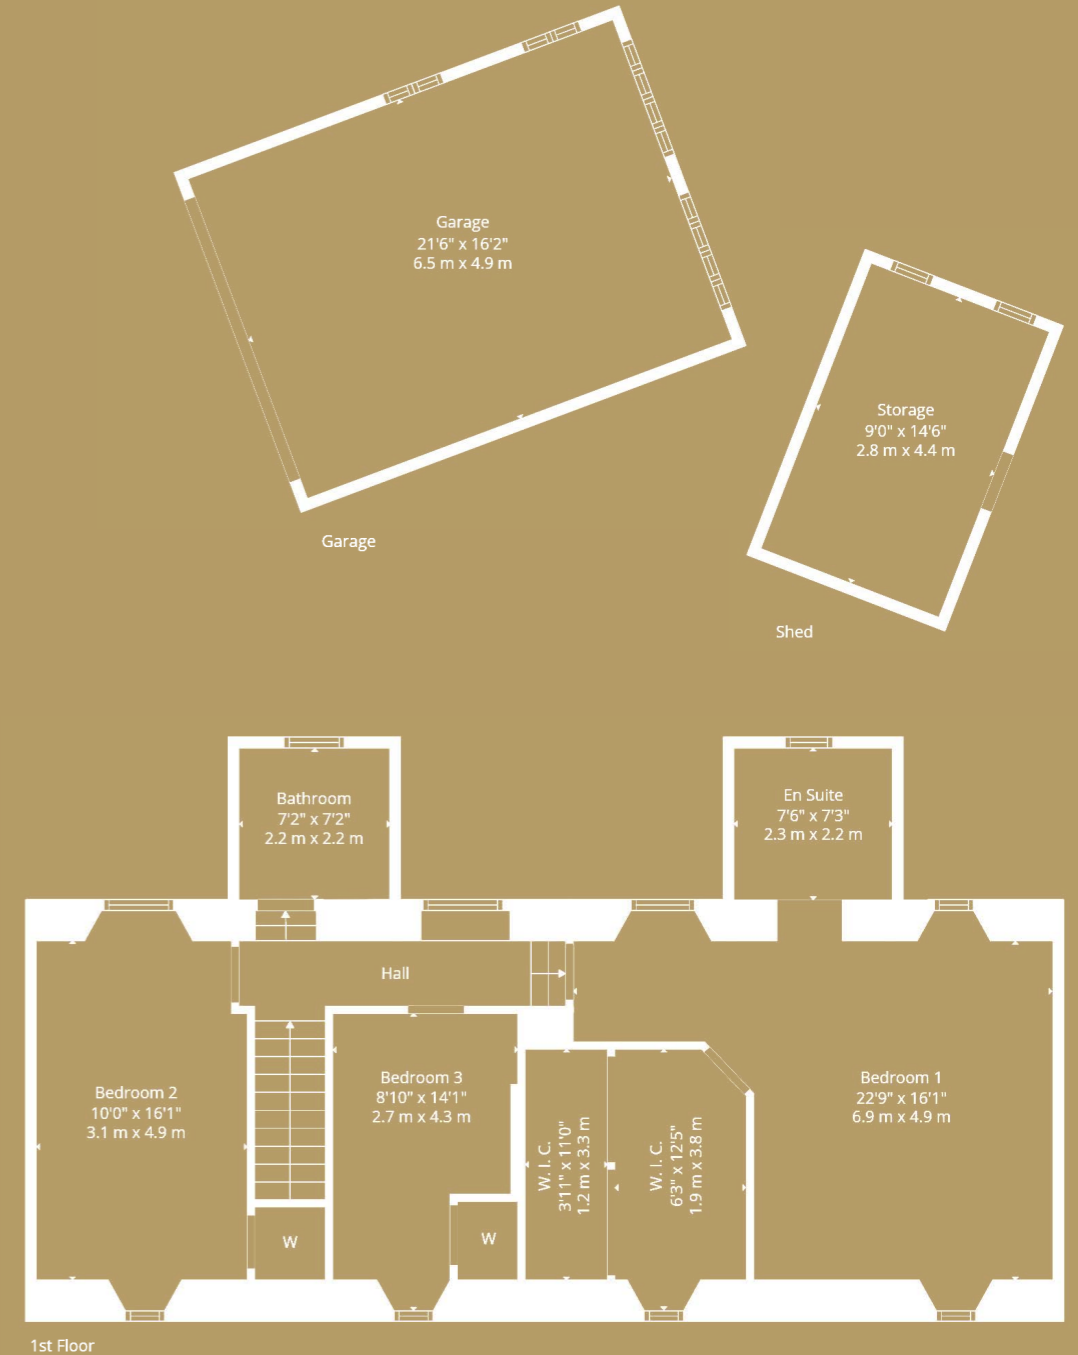 Garage
21'6" x 16'2"
6.5 m x 4.9 m
Garage
Storage
9'0" x 14'6"
2.8 m x 4.4 m
Shed
Bathroom
7'2" x 7'2"
2.2 m x 2.2 m
En Suite
7'6" x 7'3"
2.3 m x 2.2 m
Hall
Bedroom 2
10'0" x 16'1"
3.1 m x 4.9 m
Bedroom 3
8'10" x 14'1"
2.7 m x 4.3 m
W. I. C.
3'11" x 11'0"
1.2 m x 3.3 m
W. I. C.
6'3" x 12'5"
1.9 m x 3.8 m
Bedroom 1
22'9" x 16'1"
6.9 m x 4.9 m
W
W
1st Floor